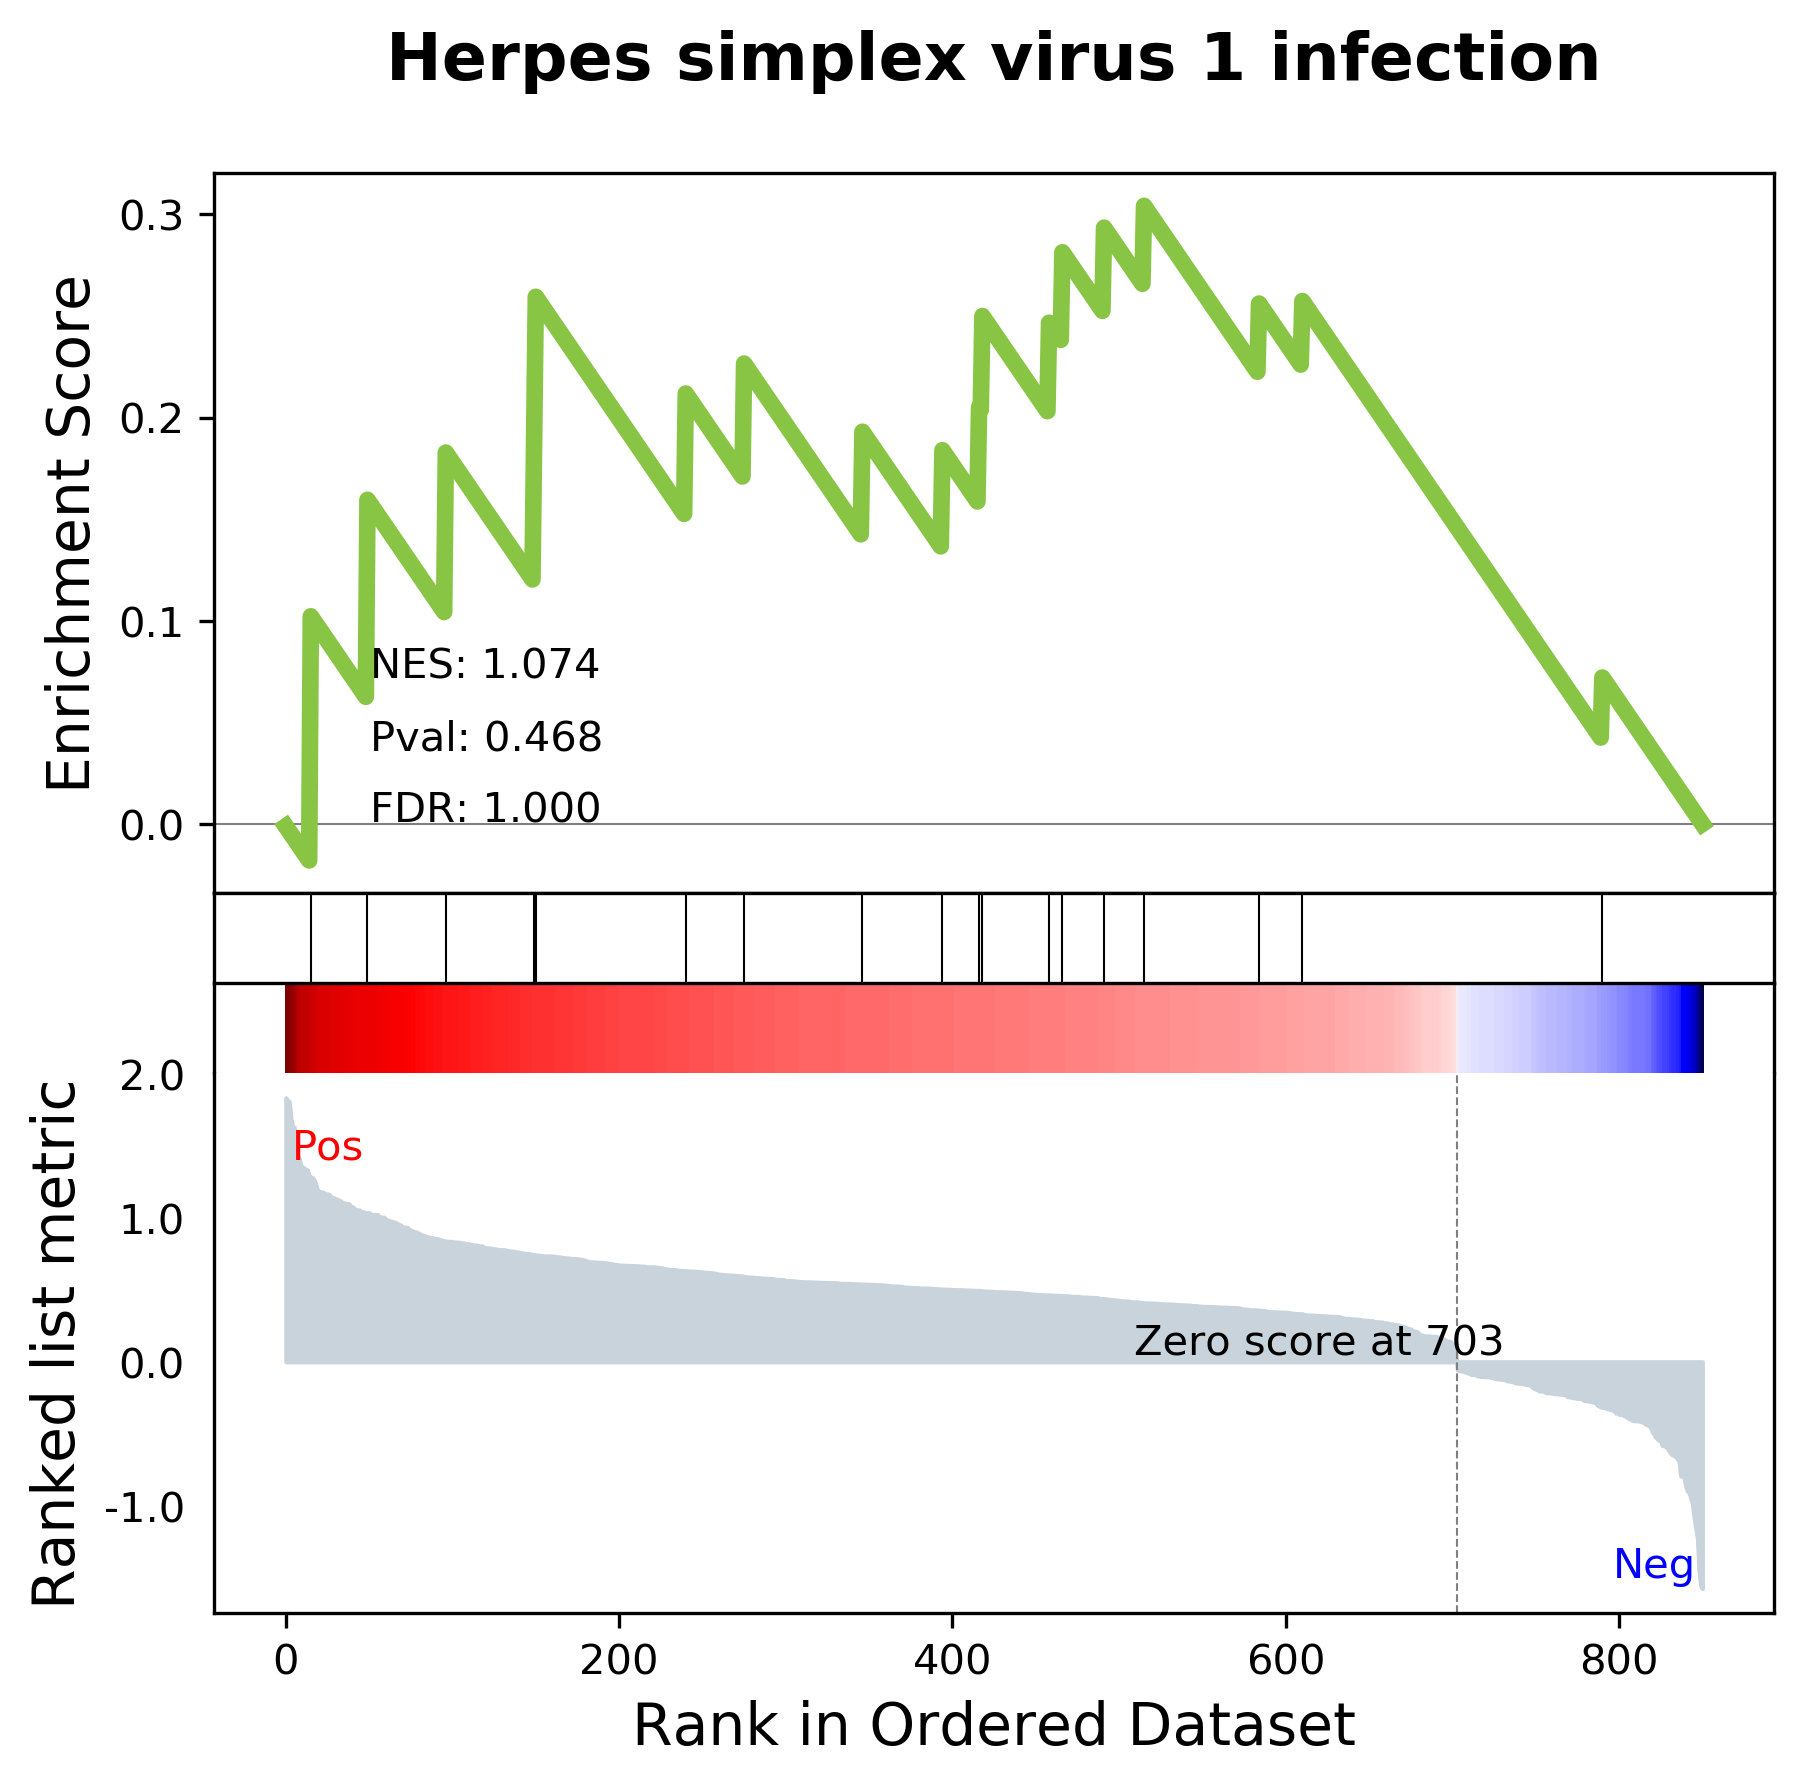 Herpes simplex virus 1 infection
Enrichment Score
0.3
0.2
0.1
0.0
NES: 1.074
Pval: 0.468
FDR: 1.000
Ranked list metric
2.0
1.0
0.0
-1.0
Pos
Zero score at 703
Neg
0 200 400 600 800
Rank in Ordered Dataset